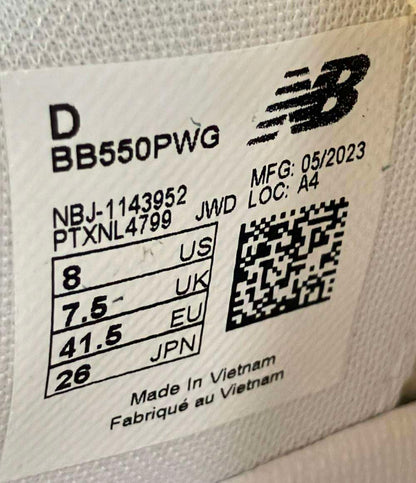 D
BB550PWG
NB
NBJ-1143952
PTXNL4799 JWD
MFG: 05/2023
LOC: A4
8 US
7.5 UK
41.5 EU
26 JPN
Made In Vietnam
Fabriqué au Vietnam